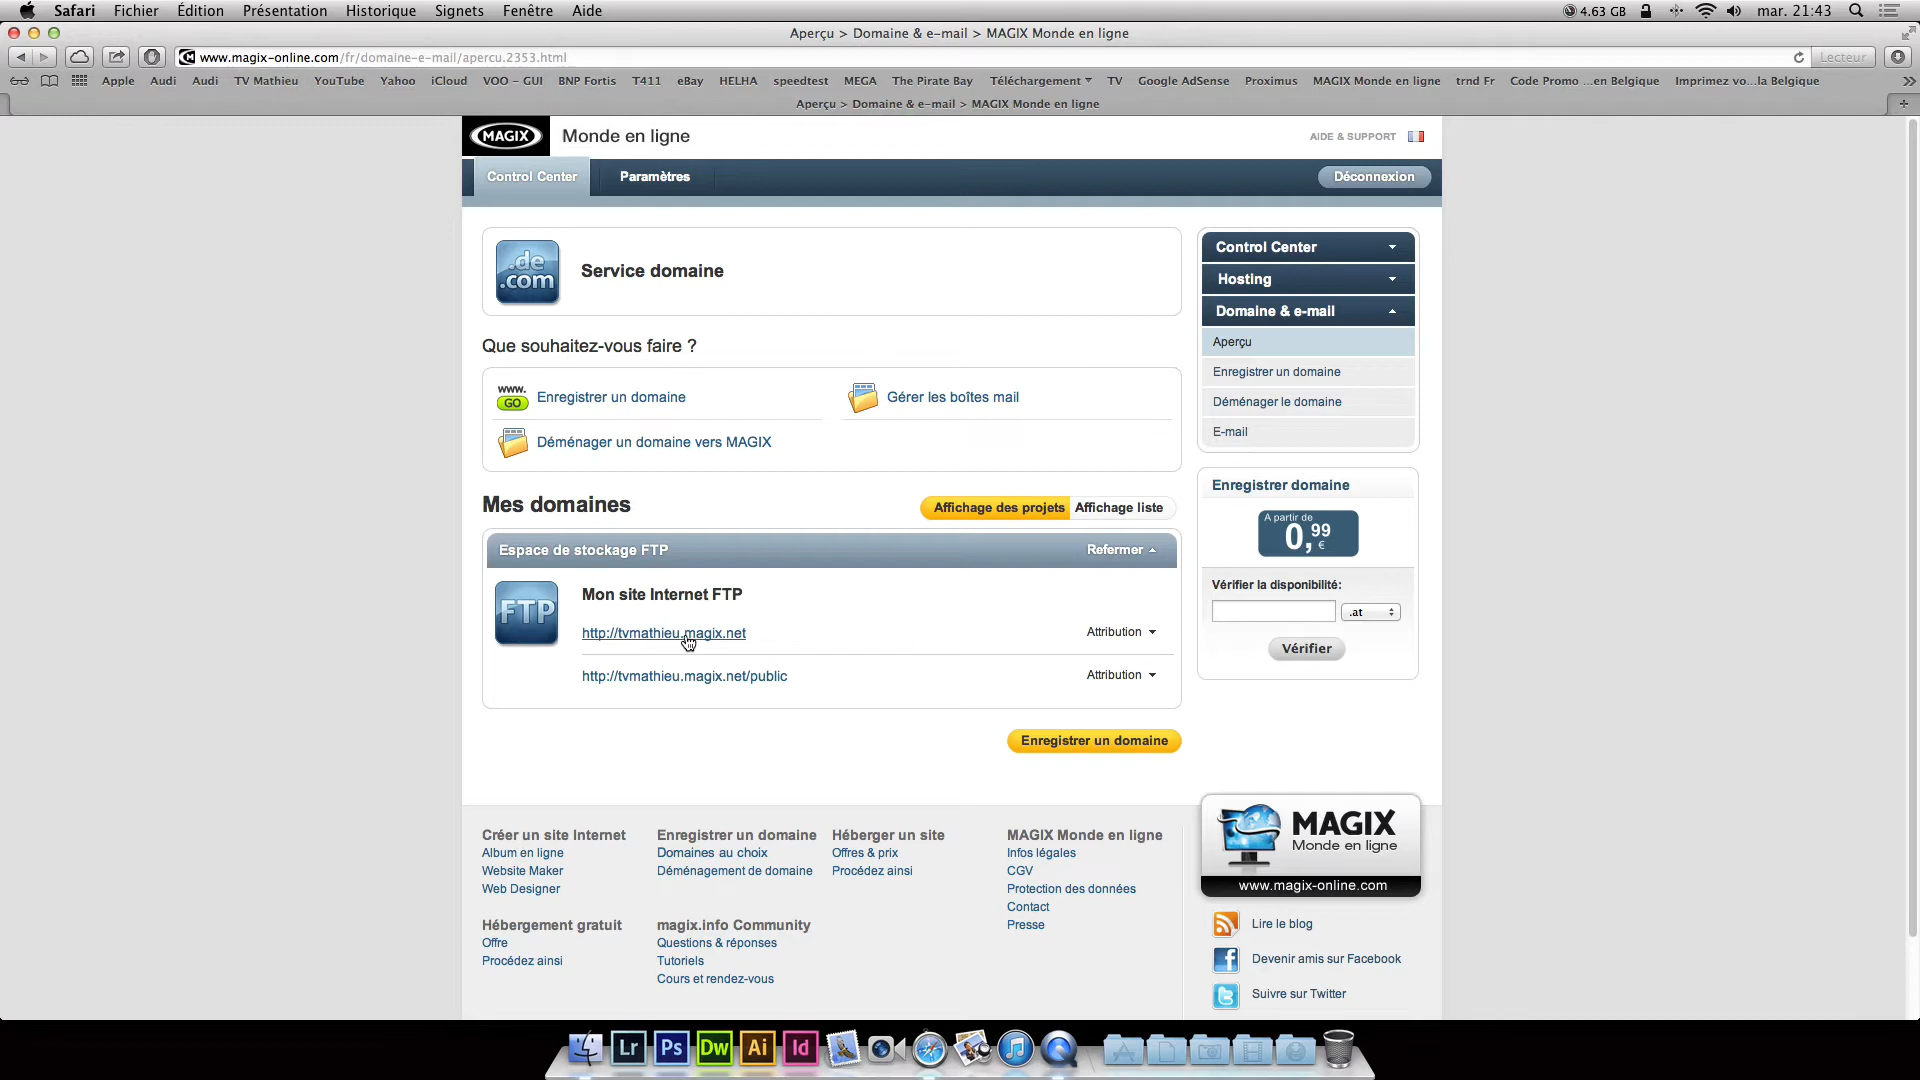 Safari Fichier Édition Présentation Historique Signets Fenêtre Aide 4.63 GB mar. 21:43
Aperçu > Domaine & e-mail > MAGIX Monde en ligne
www.magix-online.com/fr/domaine-e-mail/apercu.2353.html Lecteur
Apple Audi Audi TV Mathieu YouTube Yahoo iCloud VOO - GUI BNP Fortis T411 eBay HELHA speedtest MEGA The Pirate Bay Téléchargement TV Google AdSense Proximus MAGIX Monde en ligne trnd Fr Code Promo ...en Belgique Imprimez vo...la Belgique
Aperçu > Domaine & e-mail > MAGIX Monde en ligne
MAGIX Monde en ligne AIDE & SUPPORT
Control Center Paramètres Déconnexion
.de
.com
Service domaine
Que souhaitez-vous faire ?
www.
GO
Enregistrer un domaine
Gérer les boîtes mail
Déménager un domaine vers MAGIX
Mes domaines
Affichage des projets Affichage liste
Espace de stockage FTP Refermer
FTP
Mon site Internet FTP
http://tvmathieu.magix.net Attribution
http://tvmathieu.magix.net/public Attribution
Enregistrer un domaine
Control Center
Hosting
Domaine & e-mail
Aperçu
Enregistrer un domaine
Déménager le domaine
E-mail
Enregistrer domaine
A partir de
0,99 €
Vérifier la disponibilité:
.at
Vérifier
Créer un site Internet
Album en ligne
Website Maker
Web Designer
Enregistrer un domaine
Domaines au choix
Déménagement de domaine
Héberger un site
Offres & prix
Procédez ainsi
MAGIX Monde en ligne
Infos légales
CGV
Protection des données
Contact
Presse
Hébergement gratuit
Offre
Procédez ainsi
magix.info Community
Questions & réponses
Tutoriels
Cours et rendez-vous
MAGIX
Monde en ligne
www.magix-online.com
Lire le blog
Devenir amis sur Facebook
Suivre sur Twitter
Lr Ps Dw Ai Id